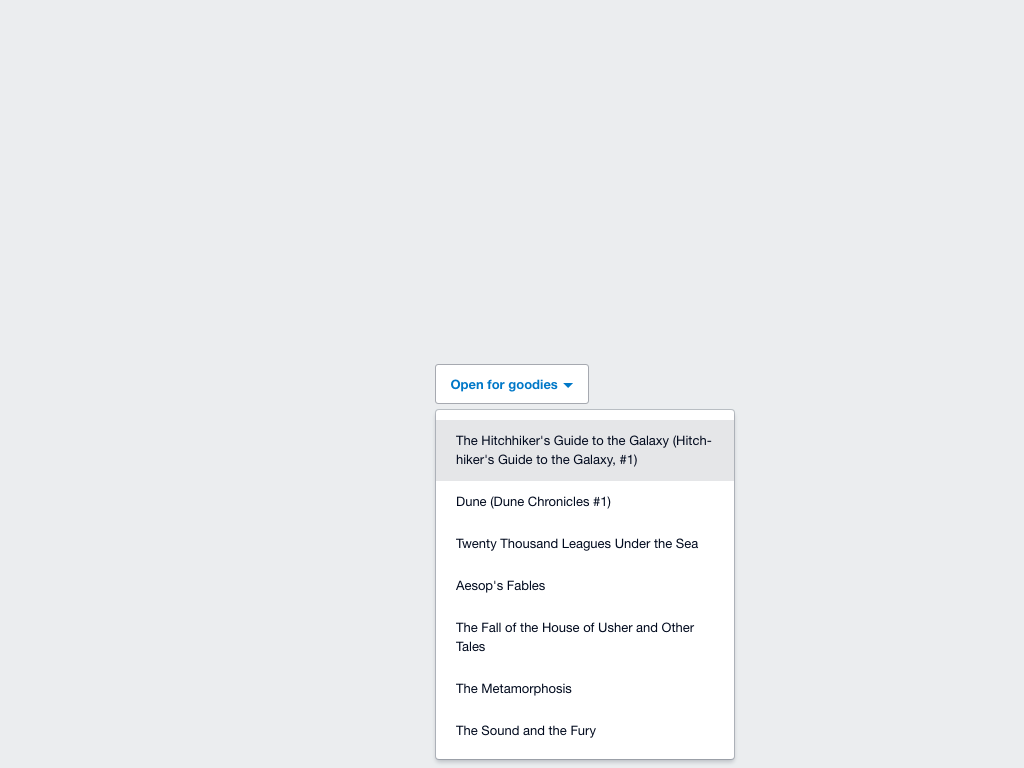 Open for goodies
The Hitchhiker's Guide to the Galaxy (Hitch-
hiker's Guide to the Galaxy, #1)
Dune (Dune Chronicles #1)
Twenty Thousand Leagues Under the Sea
Aesop's Fables
The Fall of the House of Usher and Other
Tales
The Metamorphosis
The Sound and the Fury